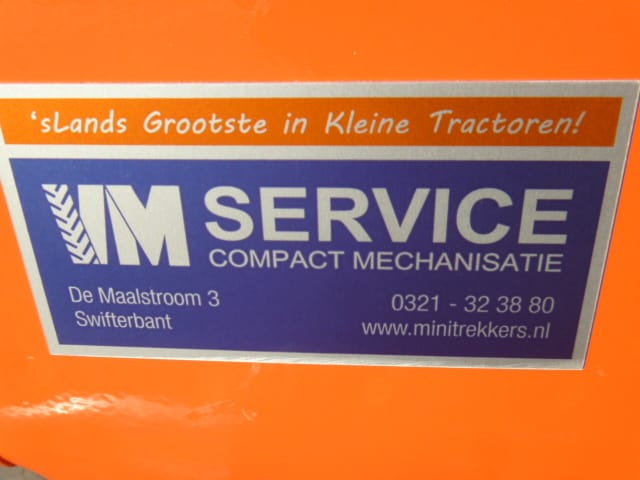 'sLands Grootste in Kleine Tractoren!
VM SERVICE
COMPACT MECHANISATIE
De Maalstroom 3
Swifterbant
0321 - 32 38 80
www.minitrekkers.nl